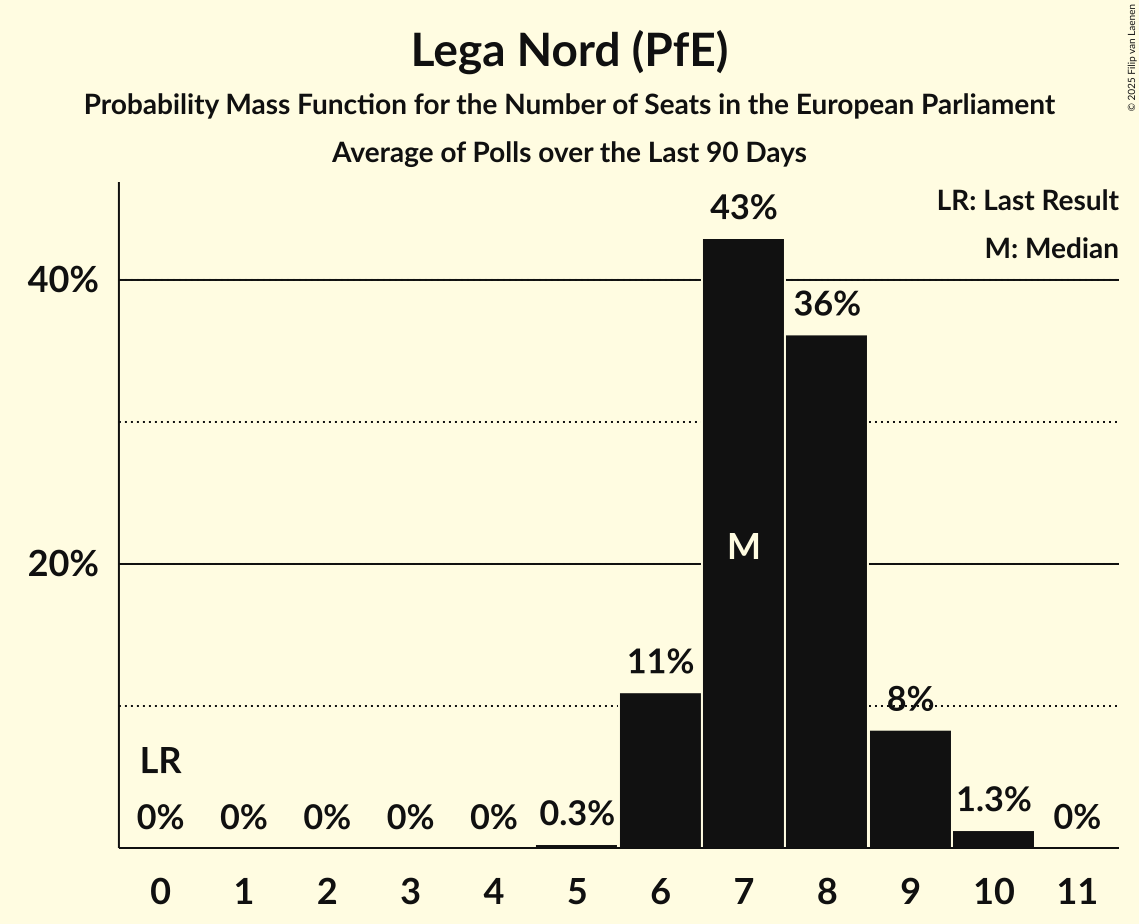 Lega Nord (PfE)
Probability Mass Function for the Number of Seats in the European Parliament
Average of Polls over the Last 90 Days
© 2025 Filip van Laenen
LR: Last Result
M: Median
43%
40%
36%
M
20%
11%
8%
LR
0% 0% 0% 0% 0% 0.3% 1.3% 0%
0 1 2 3 4 5 6 7 8 9 10 11